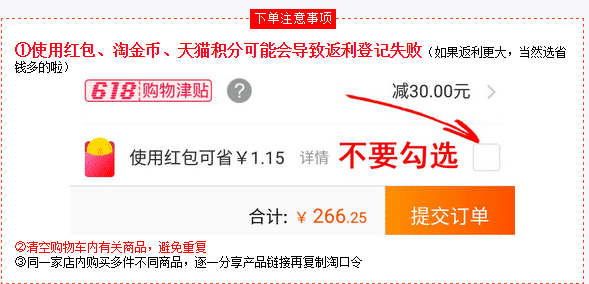 下单注意事项
①使用红包、淘金币、天猫积分可能会导致返利登记失败（如果返利更大，当然选省
钱多的啦）
618 购物津贴 ? 减30.00元
使用红包可省￥1.15 详情 不要勾选
合计: ￥266.25 提交订单
②清空购物车内有关商品，避免重复
③同一家店内购买多件不同商品，逐一分享产品链接再复制淘口令